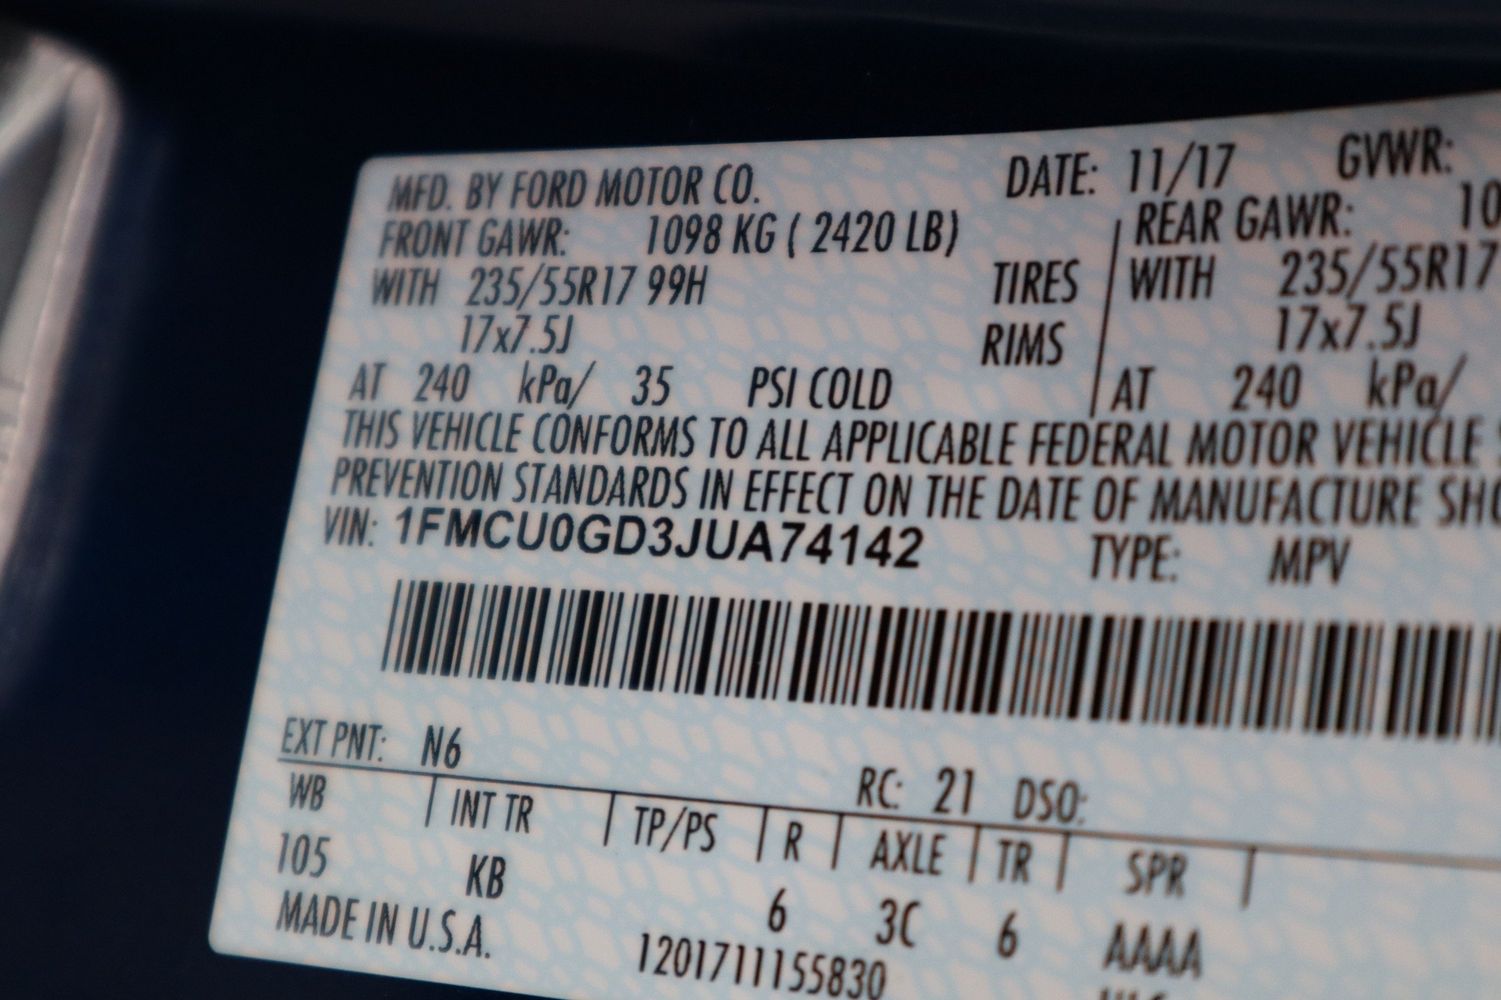 MFD. BY FORD MOTOR CO. DATE: 11/17 GVWR:
FRONT GAWR: 1098 KG ( 2420 LB) REAR GAWR: 10
WITH 235/55R17 99H TIRES WITH 235/55R17
17x7.5J RIMS 17x7.5J
AT 240 kPa/ 35 PSI COLD AT 240 kPa/
THIS VEHICLE CONFORMS TO ALL APPLICABLE FEDERAL MOTOR VEHICLE
PREVENTION STANDARDS IN EFFECT ON THE DATE OF MANUFACTURE SHO
VIN: 1FMCU0GD3JUA74142 TYPE: MPV
EXT PNT: N6 RC: 21 DSO:
WB INT TR TP/PS R AXLE TR SPR
105 KB 6 3C 6 AAAA
MADE IN U.S.A. 1201711155830